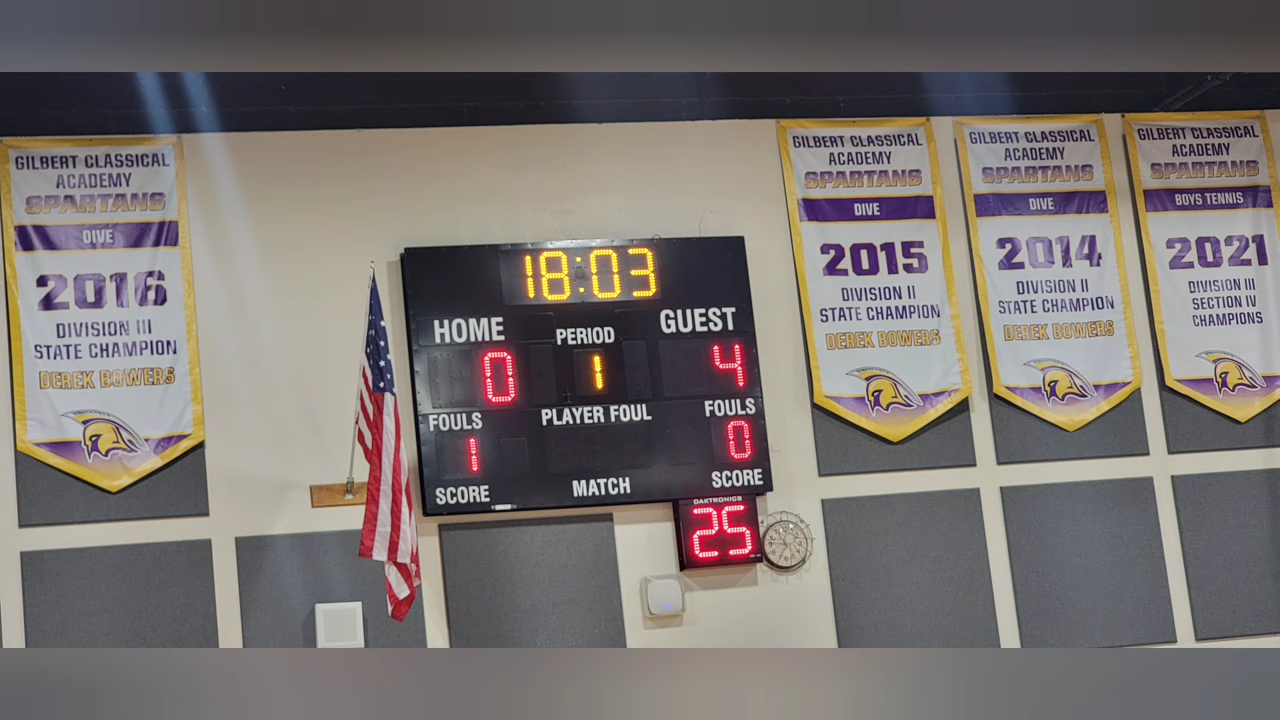 GILBERT CLASSICAL
ACADEMY
SPARTANS
DIVE
2016
DIVISION III
STATE CHAMPION
DEREK BOWERS
18:03
HOME
PERIOD
GUEST
0
1
4
FOULS
PLAYER FOUL
FOULS
1
0
SCORE
MATCH
SCORE
DAKTRONICS
25
GILBERT CLASSICAL
ACADEMY
SPARTANS
DIVE
2015
DIVISION II
STATE CHAMPION
DEREK BOWERS
GILBERT CLASSICAL
ACADEMY
SPARTANS
DIVE
2014
DIVISION II
STATE CHAMPION
DEREK BOWERS
GILBERT CLASSICAL
ACADEMY
SPARTANS
BOYS TENNIS
2021
DIVISION III
SECTION IV
CHAMPIONS